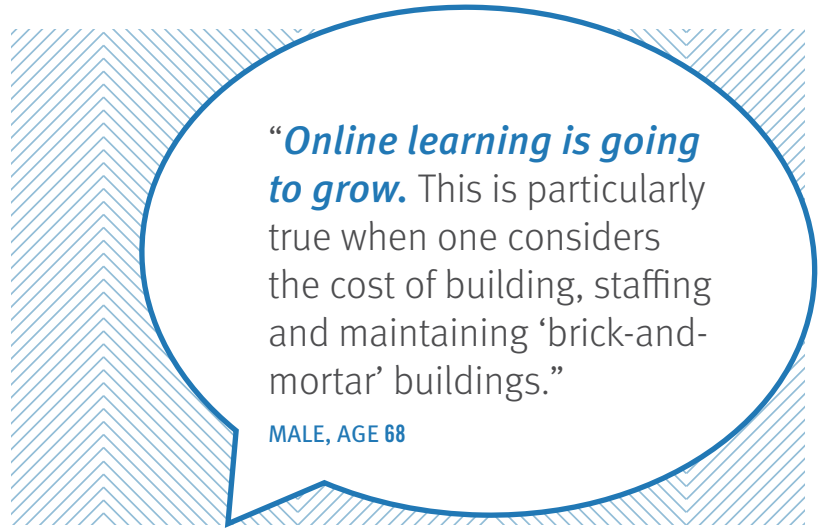 “Online learning is going
to grow. This is particularly
true when one considers
the cost of building, staffing
and maintaining ‘brick-and-
mortar’ buildings.”
MALE, AGE 68